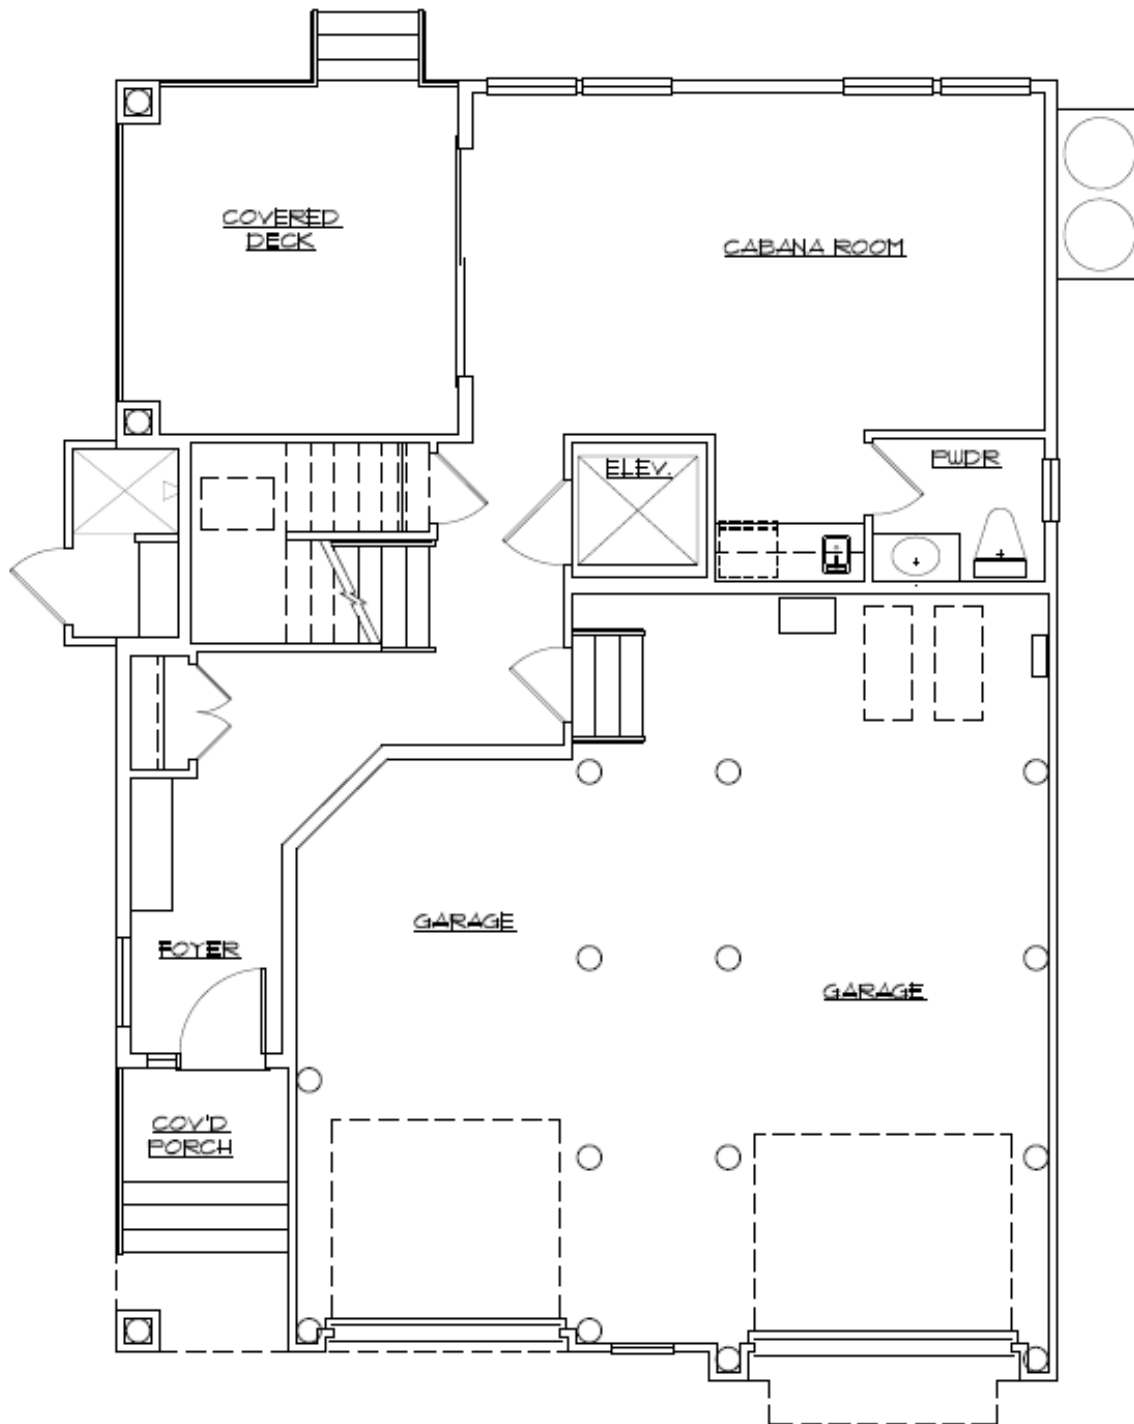 COVERED
DECK
CABANA ROOM
ELEV.
PWDR
GARAGE
FOYER
GARAGE
COV'D
PORCH